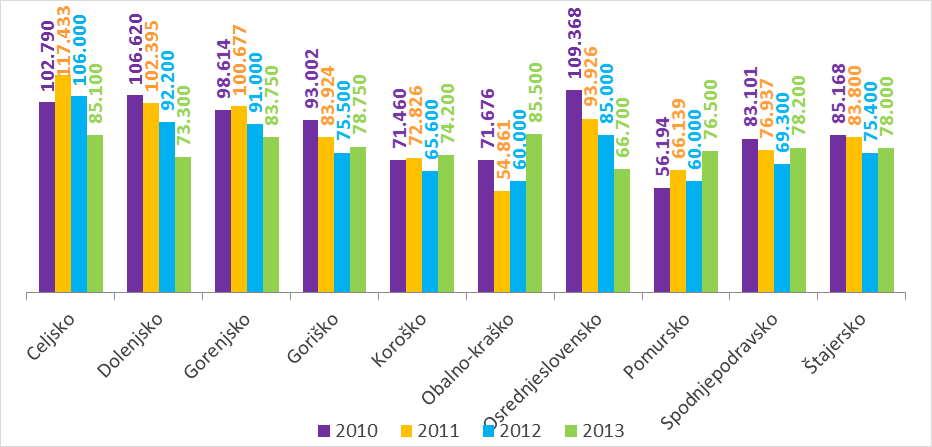 102.790 117.433 106.000 85.100
106.620 102.395 92.200 73.300
98.614 100.677 91.000 83.750
93.002 83.924 75.500 78.750
71.460 72.826 65.600 74.200
71.676 54.861 60.000 85.500
109.368 93.926 85.000 66.700
56.194 66.139 60.000 76.500
83.101 76.937 69.300 78.200
85.168 83.800 75.400 78.000
Celjsko
Dolenjsko
Gorenjsko
Goriško
Koroško
Obalno-kraško
Osrednjeslovensko
Pomursko
Spodnjepodravsko
Štajersko
2010 2011 2012 2013